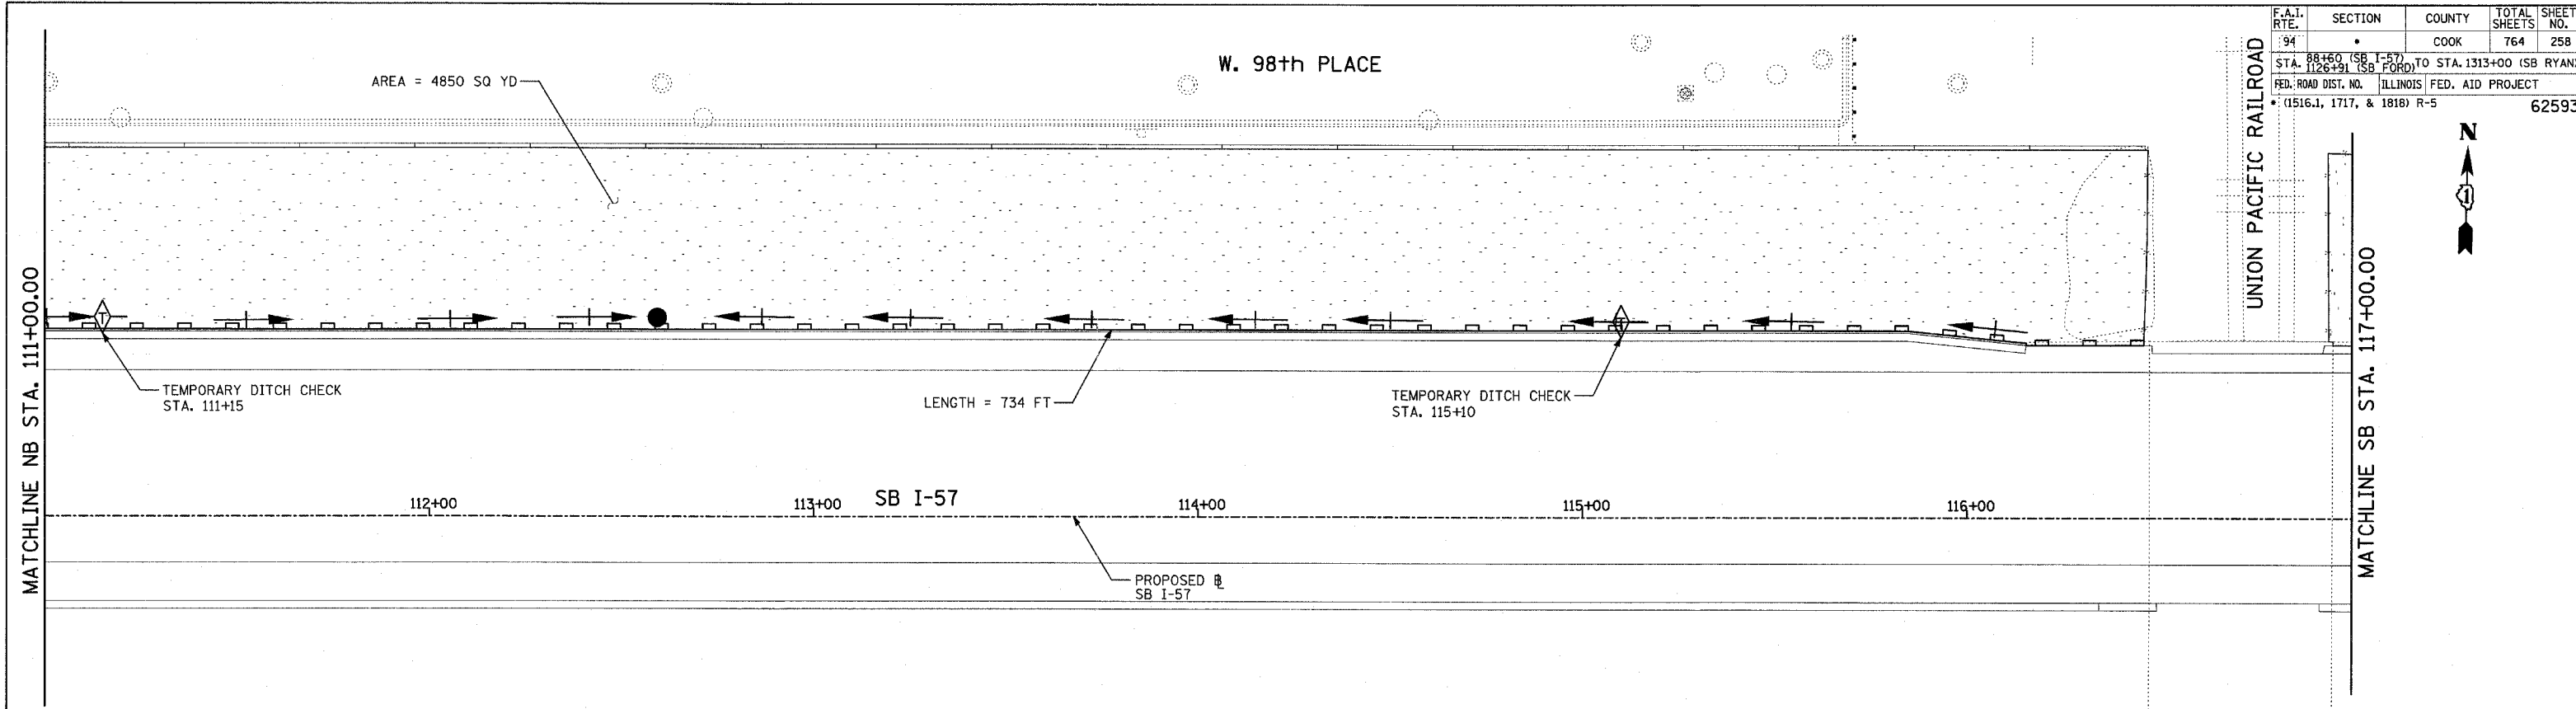 F.A.I. RTE. SECTION COUNTY TOTAL SHEETS SHEET NO.
94 • COOK 764 258
STA. 88+60 (SB I-57) TO STA. 1313+00 (SB RYAN)
1126+91 (SB FORD)
FED. ROAD DIST. NO. ILLINOIS FED. AID PROJECT
• (1516.1, 1717, & 1818) R-5
62593
N
1
W. 98th PLACE
AREA = 4850 SQ YD
UNION PACIFIC RAILROAD
MATCHLINE NB STA. 111+00.00
MATCHLINE SB STA. 117+00.00
T
T
TEMPORARY DITCH CHECK
STA. 111+15
LENGTH = 734 FT
TEMPORARY DITCH CHECK
STA. 115+10
112+00
113+00
SB I-57
114+00
115+00
116+00
PROPOSED B
SB I-57